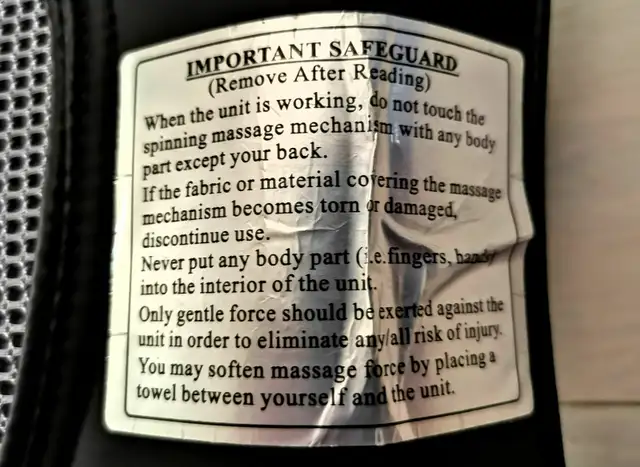 IMPORTANT SAFEGUARD
(Remove After Reading)
When the unit is working, do not touch the
spinning massage mechanism with any body
part except your back.
If the fabric or material covering the massage
mechanism becomes torn or damaged,
discontinue use.
Never put any body part (i.e.fingers,
into the interior of the unit.
Only gentle force should be exerted against the
unit in order to eliminate any/all risk of injury.
You may soften massage force by placing a
towel between yourself and the unit.